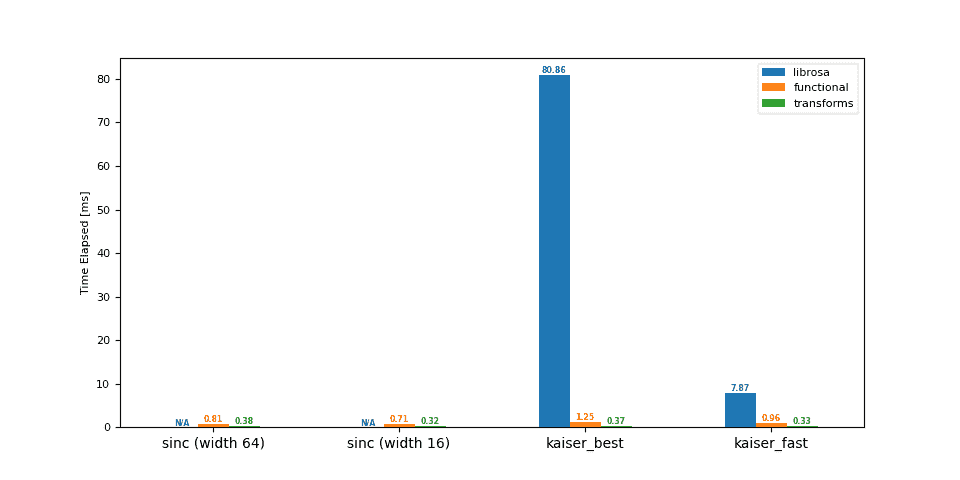 80
70
60
50
40
30
20
10
0
Time Elapsed [ms]
librosa
functional
transforms
N/A 0.81 0.38
N/A 0.71 0.32
80.86 1.25 0.37
7.87 0.96 0.33
sinc (width 64) sinc (width 16) kaiser_best kaiser_fast